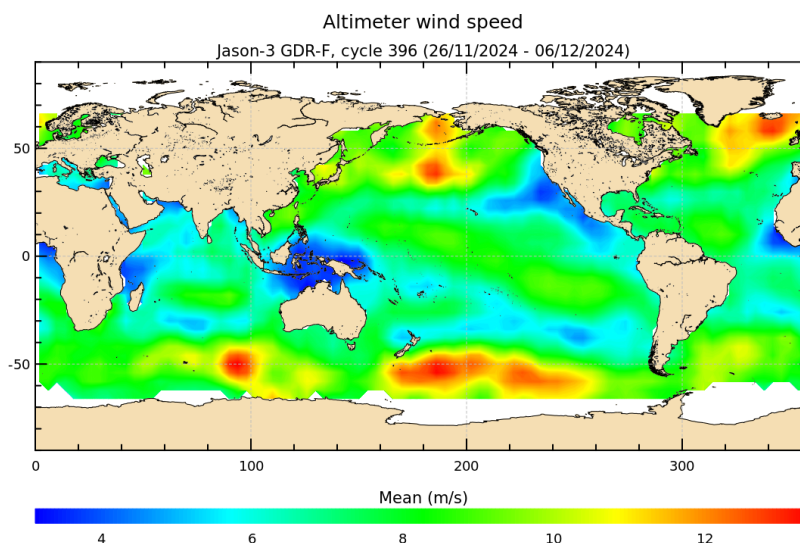 Altimeter wind speed
Jason-3 GDR-F, cycle 396 (26/11/2024 - 06/12/2024)
50
0
-50
0 100 200 300
Mean (m/s)
4 6 8 10 12